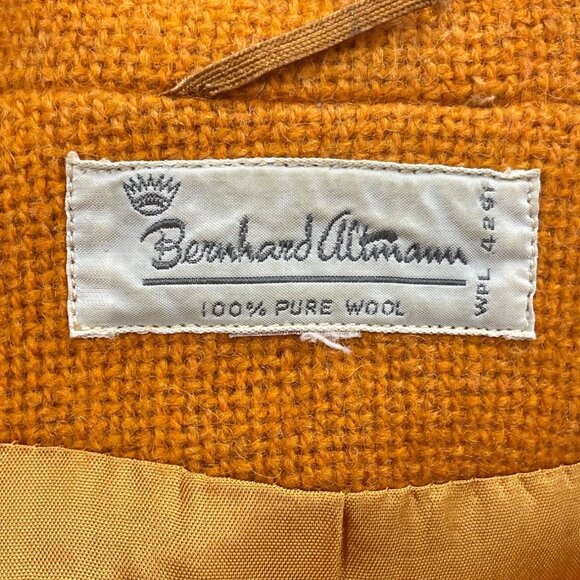 Bernhard Altmann
100% PURE WOOL
WPL 4291